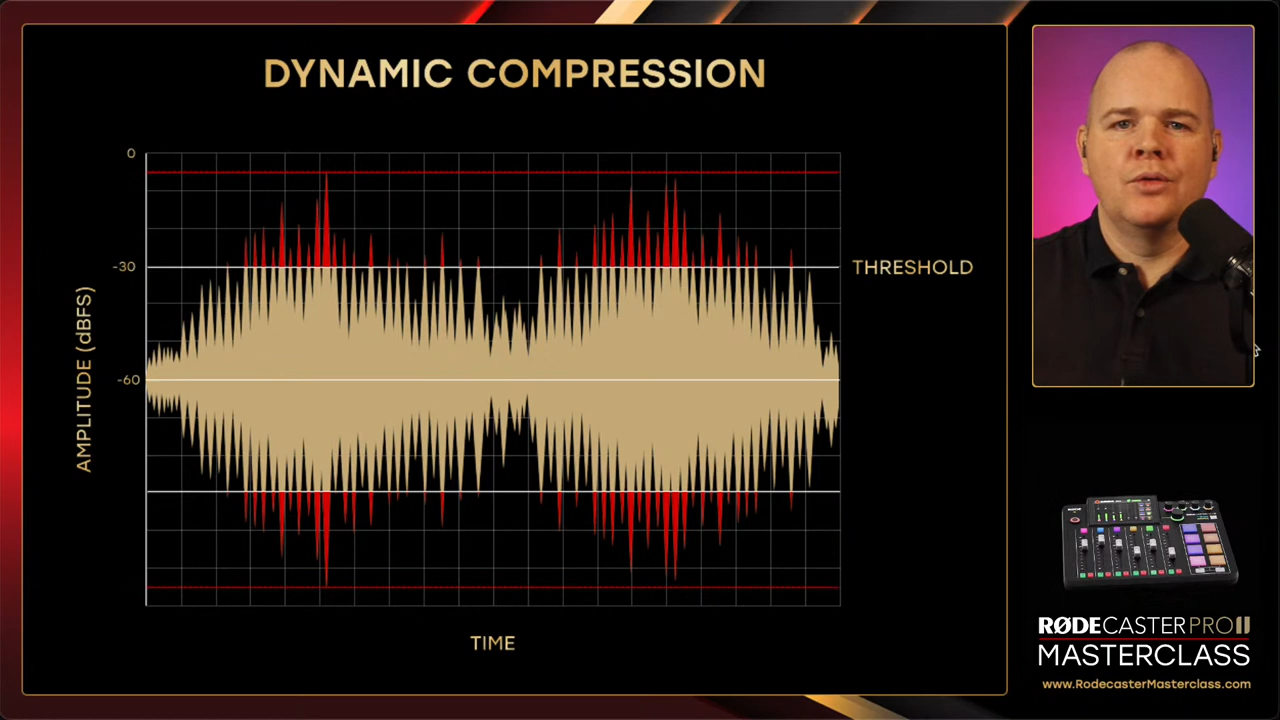 DYNAMIC COMPRESSION
0
-30
THRESHOLD
-60
AMPLITUDE (dBFS)
TIME
RØDECASTER PRO II
MASTERCLASS
www.RodecasterMasterclass.com